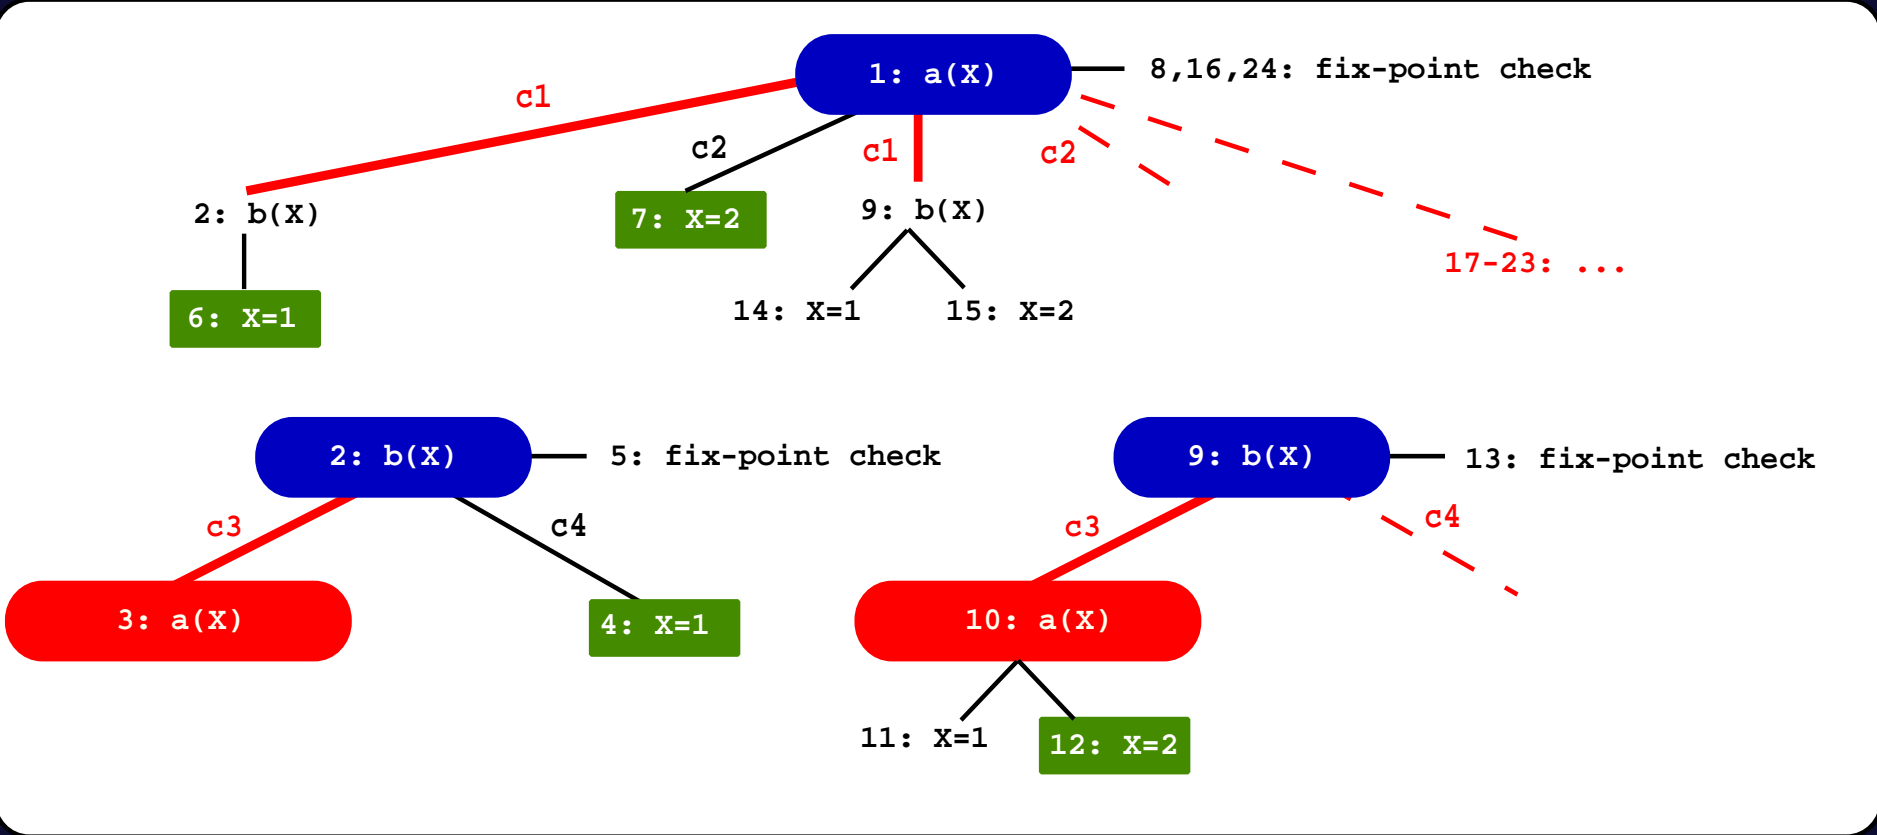 1: a(X)
8,16,24: fix-point check
c1
c2
c1
c2
2: b(X)
7: X=2
9: b(X)
17-23: ...
6: X=1
14: X=1
15: X=2
2: b(X)
5: fix-point check
9: b(X)
13: fix-point check
c3
c4
c3
c4
3: a(X)
4: X=1
10: a(X)
11: X=1
12: X=2